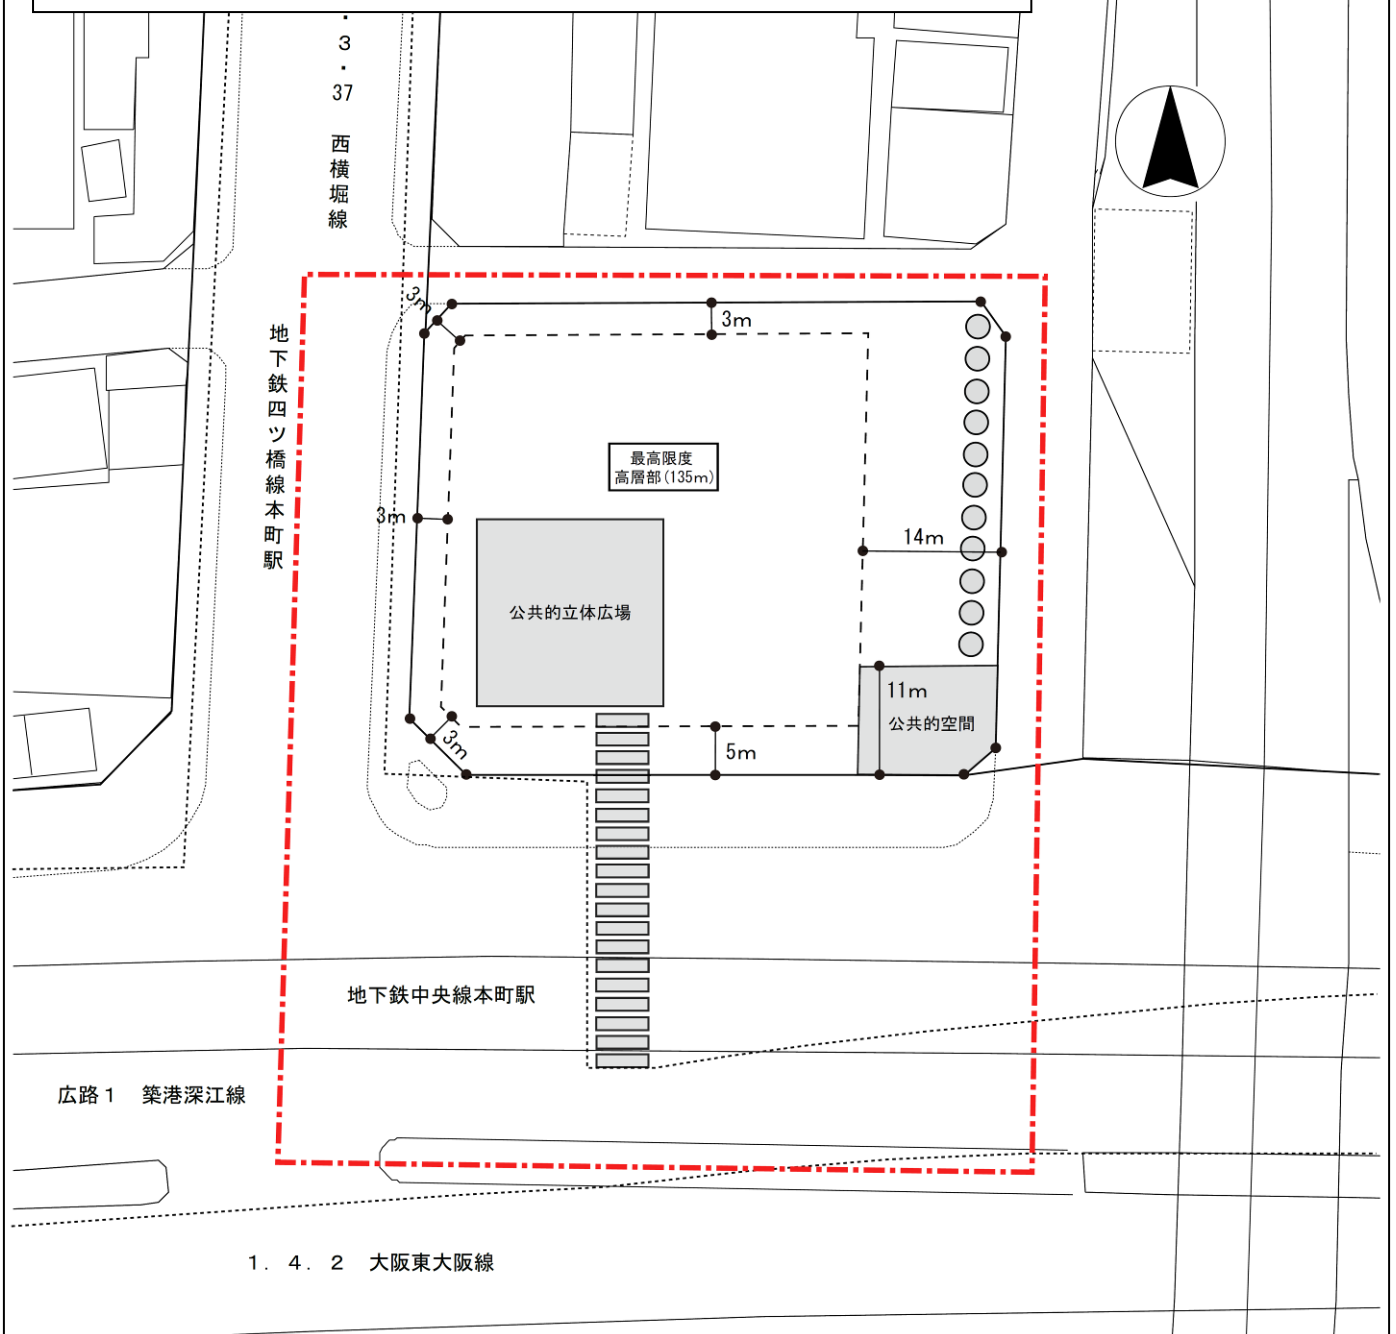 ・3・37 西横堀線
3m
3m
地下鉄四ツ橋線本町駅
最高限度
高層部(135m)
3m
14m
公共的立体広場
11m
公共的空間
3m
5m
地下鉄中央線本町駅
広路1 築港深江線
1. 4. 2 大阪東大阪線